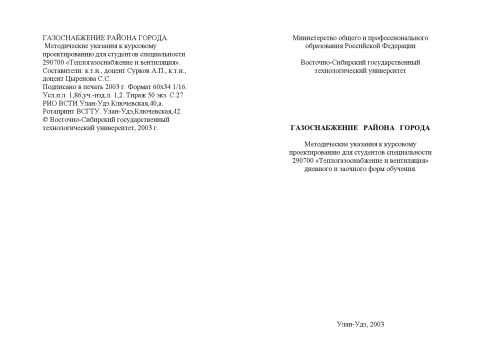 ГАЗОСНАБЖЕНИЕ РАЙОНА ГОРОДА.
Методические указания к курсовому
проектированию для студентов специальности
290700 «Теплогазоснабжение и вентиляция».
Составители: к.т.н., доцент Сурков А.П., к.т.н.,
доцент Цыренова С.С.
Подписано в печать 2003 г. Формат 60х34 1/16
Усл.п.л. 1,86,уч.-изд.л. 1,2. Тираж 50 экз. С.27
РИО ВСТИ.Улан-Удэ,Ключевская,40,а.
Ротапринт ВСГТУ. Улан-Удэ,Ключевская,42.
© Восточно-Сибирский государственный
технологический университет, 2003 г.
Министерство общего и профессионального
образования Российской Федерации
Восточно-Сибирский государственный
технологический университет
ГАЗОСНАБЖЕНИЕ РАЙОНА ГОРОДА
Методические указания к курсовому
проектированию для студентов специальности
290700 «Теплогазоснабжение и вентиляция»
дневного и заочного форм обучения.
Улан-Удэ, 2003